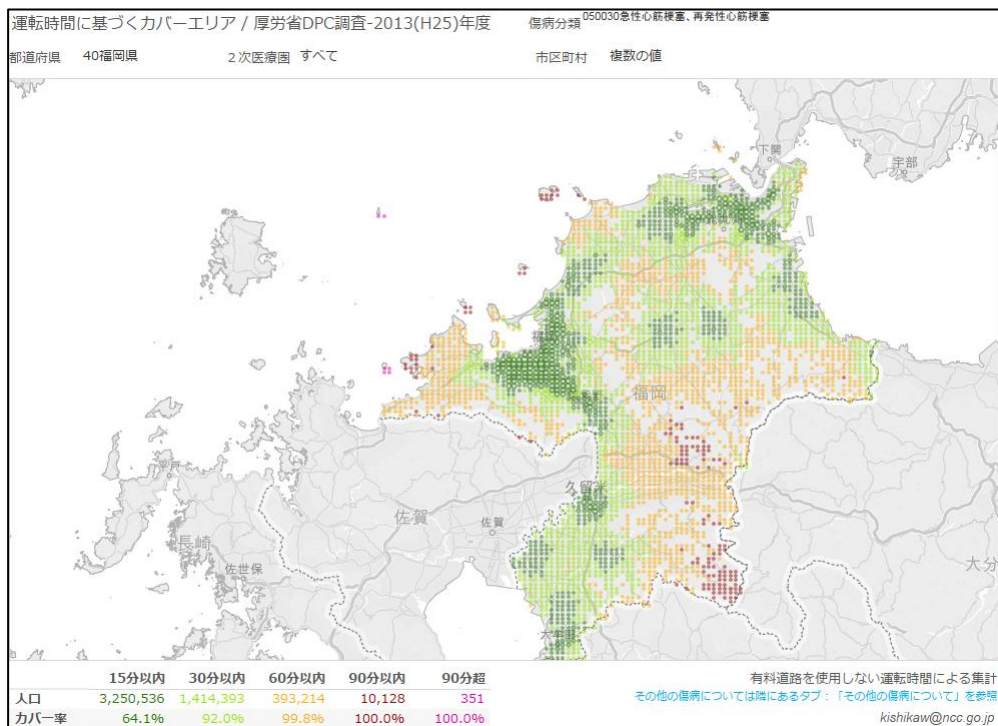 運転時間に基づくカバーエリア / 厚労省DPC調査-2013(H25)年度
傷病分類 050030急性心筋梗塞、再発性心筋梗塞
都道府県 40福岡県 2次医療圏 すべて 市区町村 複数の値
下関
宇部
福岡
久留米
佐賀
佐賀
長崎
佐世保
大分
大牟田
15分以内 30分以内 60分以内 90分以内 90分超
人口 3,250,536 1,414,393 393,214 10,128 351
カバー率 64.1% 92.0% 99.8% 100.0% 100.0%
有料道路を使用しない運転時間による集計
その他の傷病については隣にあるタブ：「その他の傷病について」を参照
kishikaw@ncc.go.jp